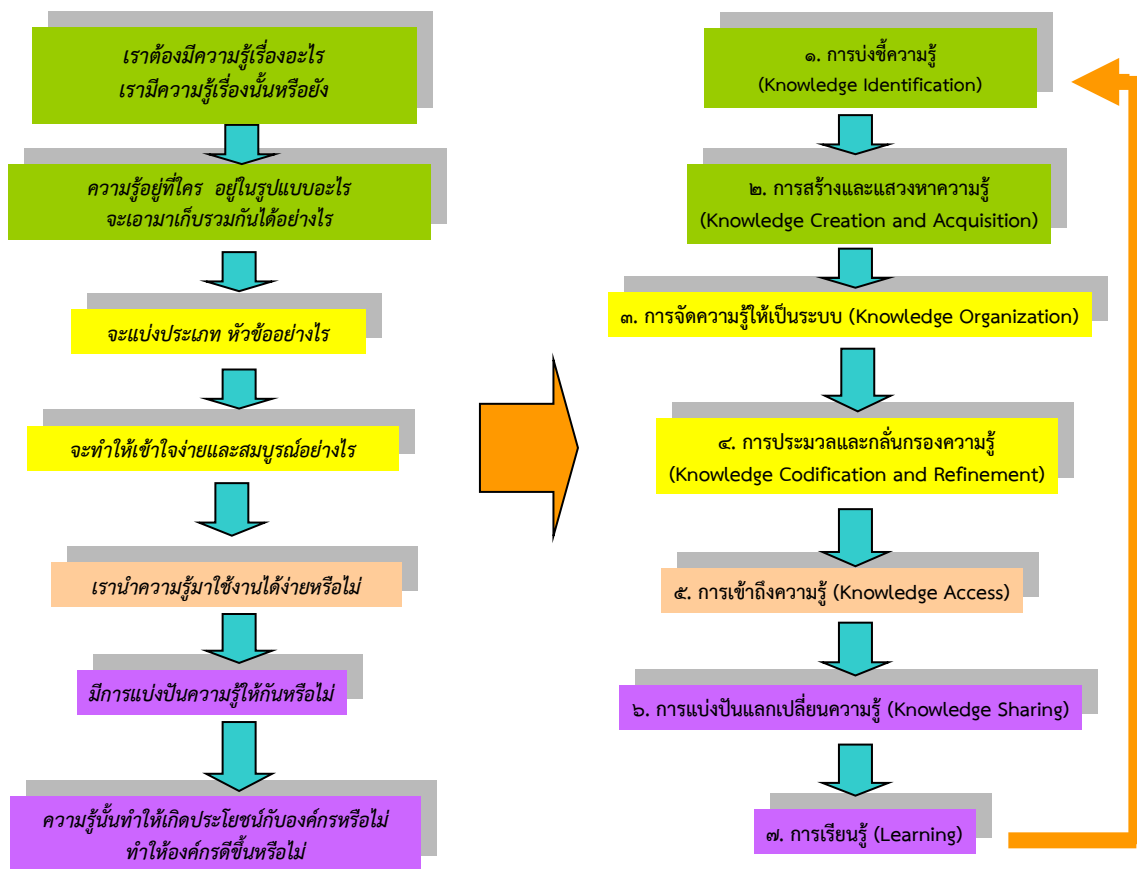 เราต้องมีความรู้เรื่องอะไร
เรามีความรู้เรื่องนั้นหรือยัง
ความรู้อยู่ที่ใคร อยู่ในรูปแบบอะไร
จะเอามาเก็บรวมกันได้อย่างไร
จะแบ่งประเภท หัวข้ออย่างไร
จะทำให้เข้าใจง่ายและสมบูรณ์อย่างไร
เรานำความรู้มาใช้งานได้ง่ายหรือไม่
มีการแบ่งปันความรู้ให้กันหรือไม่
ความรู้นั้นทำให้เกิดประโยชน์กับองค์กรหรือไม่
ทำให้องค์กรดีขึ้นหรือไม่
๑. การบ่งชี้ความรู้
(Knowledge Identification)
๒. การสร้างและแสวงหาความรู้
(Knowledge Creation and Acquisition)
๓. การจัดความรู้ให้เป็นระบบ (Knowledge Organization)
๔. การประมวลและกลั่นกรองความรู้
(Knowledge Codification and Refinement)
๕. การเข้าถึงความรู้ (Knowledge Access)
๖. การแบ่งปันแลกเปลี่ยนความรู้ (Knowledge Sharing)
๗. การเรียนรู้ (Learning)